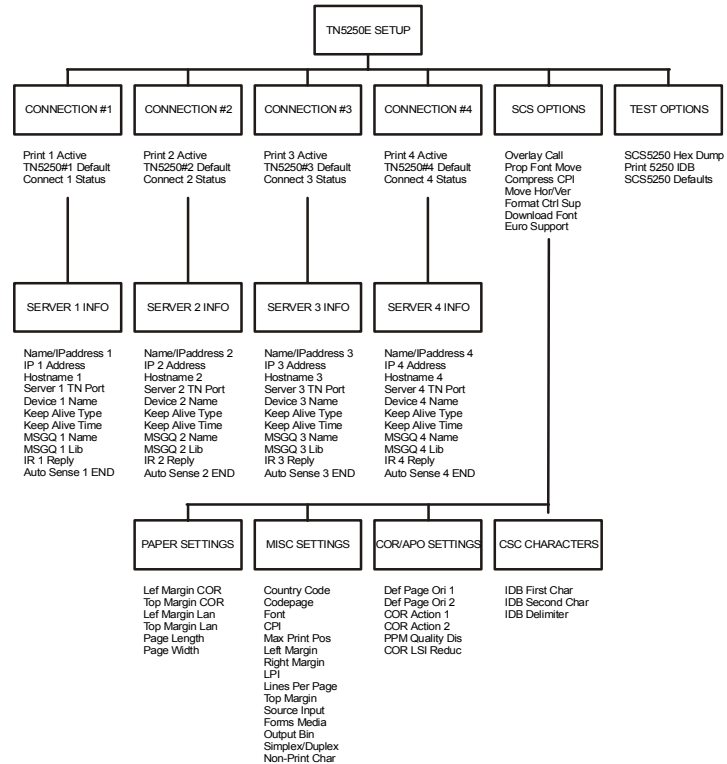 TN5250E SETUP
CONNECTION #1
CONNECTION #2
CONNECTION #3
CONNECTION #4
SCS OPTIONS
TEST OPTIONS
Print 1 Active
TN5250#1 Default
Connect 1 Status
Print 2 Active
TN5250#2 Default
Connect 2 Status
Print 3 Active
TN5250#3 Default
Connect 3 Status
Print 4 Active
TN5250#4 Default
Connect 4 Status
Overlay Call
Prop Font Move
Compress CPI
Move Hor/Ver
Format Ctrl Sup
Download Font
Euro Support
SCS5250 Hex Dump
Print 5250 IDB
SCS5250 Defaults
SERVER 1 INFO
SERVER 2 INFO
SERVER 3 INFO
SERVER 4 INFO
Name/IPaddress 1
IP 1 Address
Hostname 1
Server 1 TN Port
Device 1 Name
Keep Alive Type
Keep Alive Time
MSGQ 1 Name
MSGQ 1 Lib
IR 1 Reply
Auto Sense 1 END
Name/IPaddress 2
IP 2 Address
Hostname 2
Server 2 TN Port
Device 2 Name
Keep Alive Type
Keep Alive Time
MSGQ 2 Name
MSGQ 2 Lib
IR 2 Reply
Auto Sense 2 END
Name/IPaddress 3
IP 3 Address
Hostname 3
Server 3 TN Port
Device 3 Name
Keep Alive Type
Keep Alive Time
MSGQ 3 Name
MSGQ 3 Lib
IR 3 Reply
Auto Sense 3 END
Name/IPaddress 4
IP 4 Address
Hostname 4
Server 4 TN Port
Device 4 Name
Keep Alive Type
Keep Alive Time
MSGQ 4 Name
MSGQ 4 Lib
IR 4 Reply
Auto Sense 4 END
PAPER SETTINGS
MISC SETTINGS
COR/APO SETTINGS
CSC CHARACTERS
Lef Margin COR
Top Margin COR
Lef Margin Lan
Top Margin Lan
Page Length
Page Width
Country Code
Codepage
Font
CPI
Max Print Pos
Left Margin
Right Margin
LPI
Lines Per Page
Top Margin
Source Input
Forms Media
Output Bin
Simplex/Duplex
Non-Print Char
Def Page Ori 1
Def Page Ori 2
COR Action 1
COR Action 2
PPM Quality Dis
COR LSI Reduc
IDB First Char
IDB Second Char
IDB Delimiter